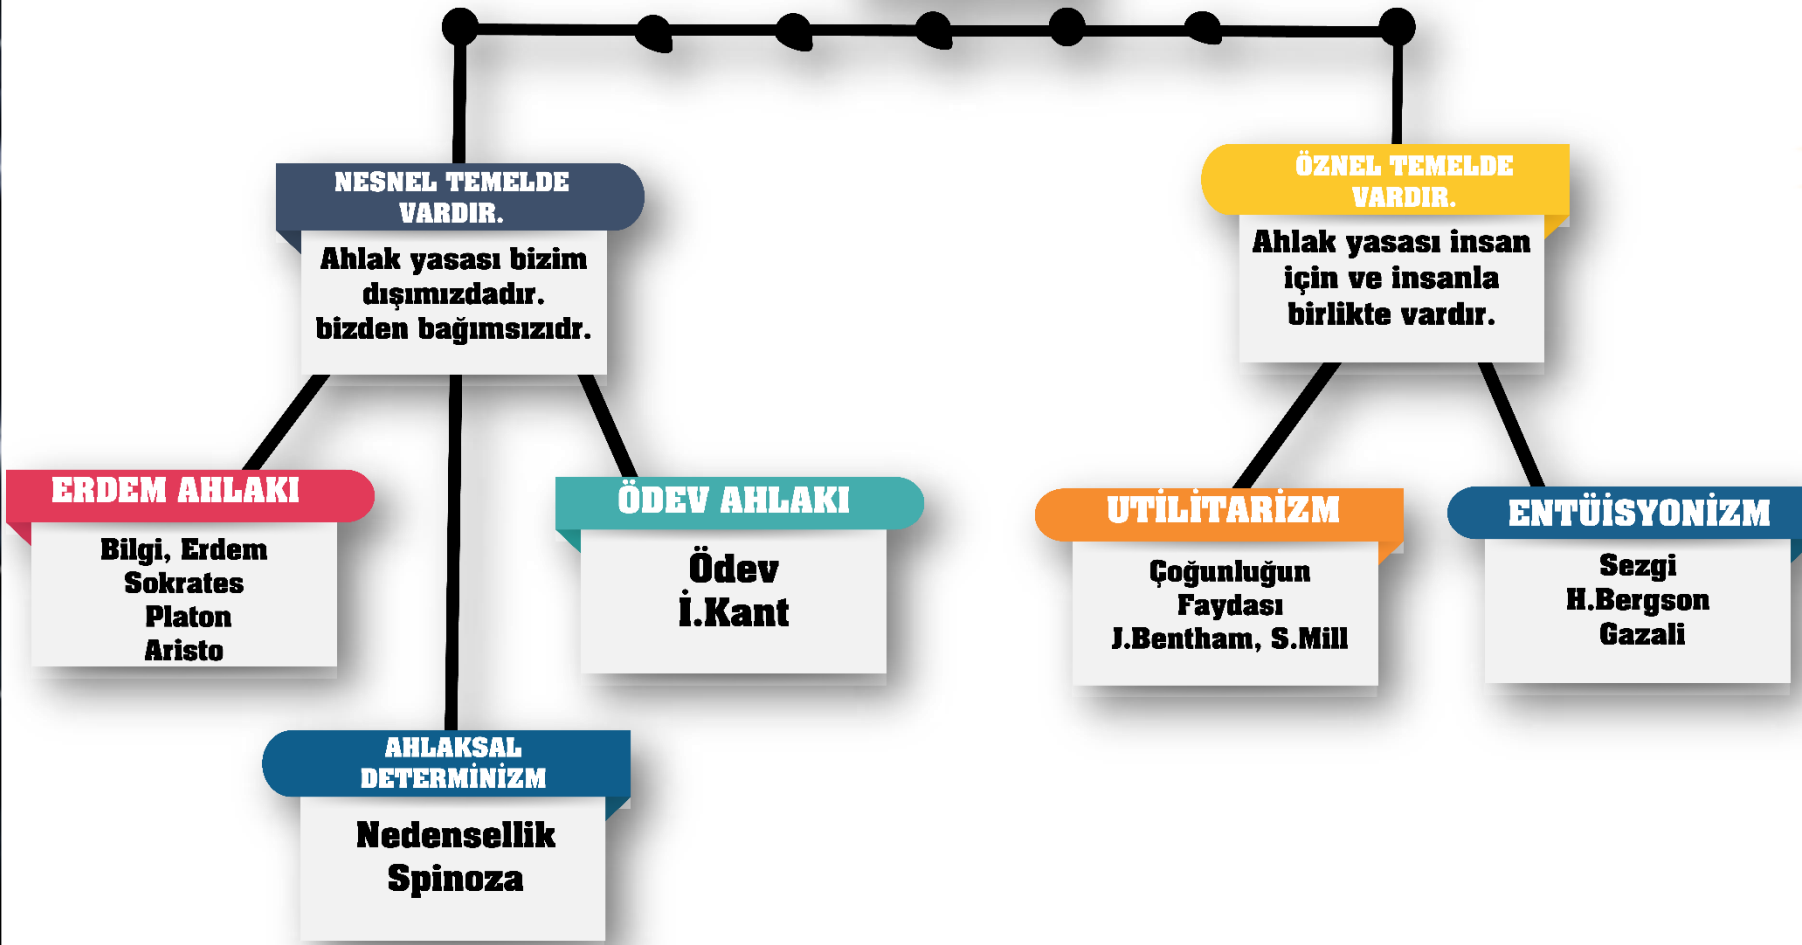 NESNEL TEMELDE
VARDIR.
Ahlak yasası bizim
dışımızdadır.
bizden bağımsızıdr.
ÖZNEL TEMELDE
VARDIR.
Ahlak yasası insan
için ve insanla
birlikte vardır.
ERDEM AHLAKI
Bilgi, Erdem
Sokrates
Platon
Aristo
ÖDEV AHLAKI
Ödev
İ.Kant
UTİLİTARİZM
Çoğunluğun
Faydası
J.Bentham, S.Mill
ENTÜİSYONİZM
Sezgi
H.Bergson
Gazali
AHLAKSAL
DETERMİNİZM
Nedensellik
Spinoza